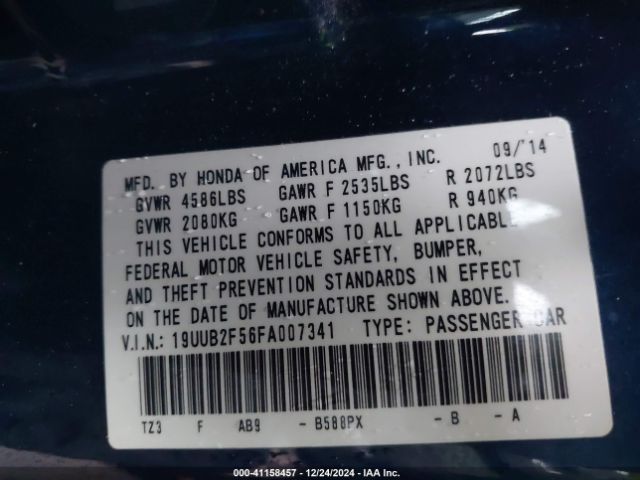 MFD. BY HONDA OF AMERICA MFG., INC. 09/'14
GVWR 4586LBS GAWR F 2535LBS R 2072LBS
GVWR 2080KG GAWR F 1150KG R 940KG
THIS VEHICLE CONFORMS TO ALL APPLICABLE
FEDERAL MOTOR VEHICLE SAFETY, BUMPER,
AND THEFT PREVENTION STANDARDS IN EFFECT
ON THE DATE OF MANUFACTURE SHOWN ABOVE.
V.I.N.: 19UUB2F56FA007341 TYPE: PASSENGER CAR
TZ3 F AB9 - B588PX - B - A
000-41158457 • 12/24/2024 - IAA Inc.